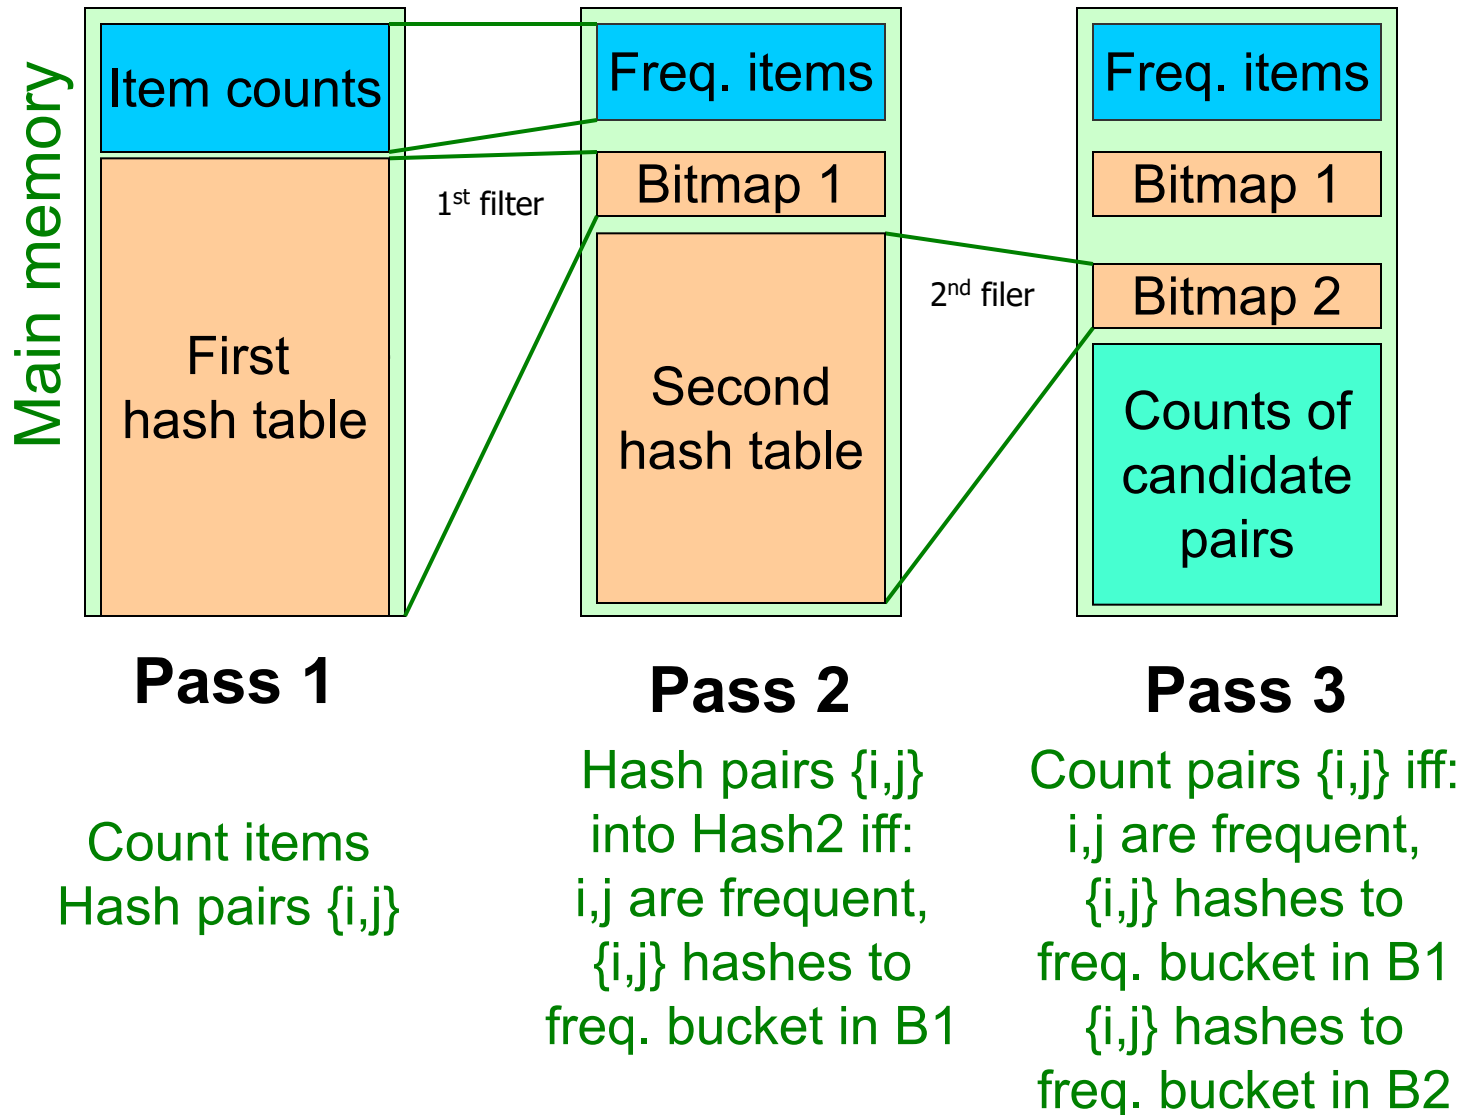 Main memory
Item counts
First
hash table
1st filter
Freq. items
Bitmap 1
Second
hash table
2nd filer
Freq. items
Bitmap 1
Bitmap 2
Counts of
candidate
pairs
Pass 1
Count items
Hash pairs {i,j}
Pass 2
Hash pairs {i,j}
into Hash2 iff:
i,j are frequent,
{i,j} hashes to
freq. bucket in B1
Pass 3
Count pairs {i,j} iff:
i,j are frequent,
{i,j} hashes to
freq. bucket in B1
{i,j} hashes to
freq. bucket in B2